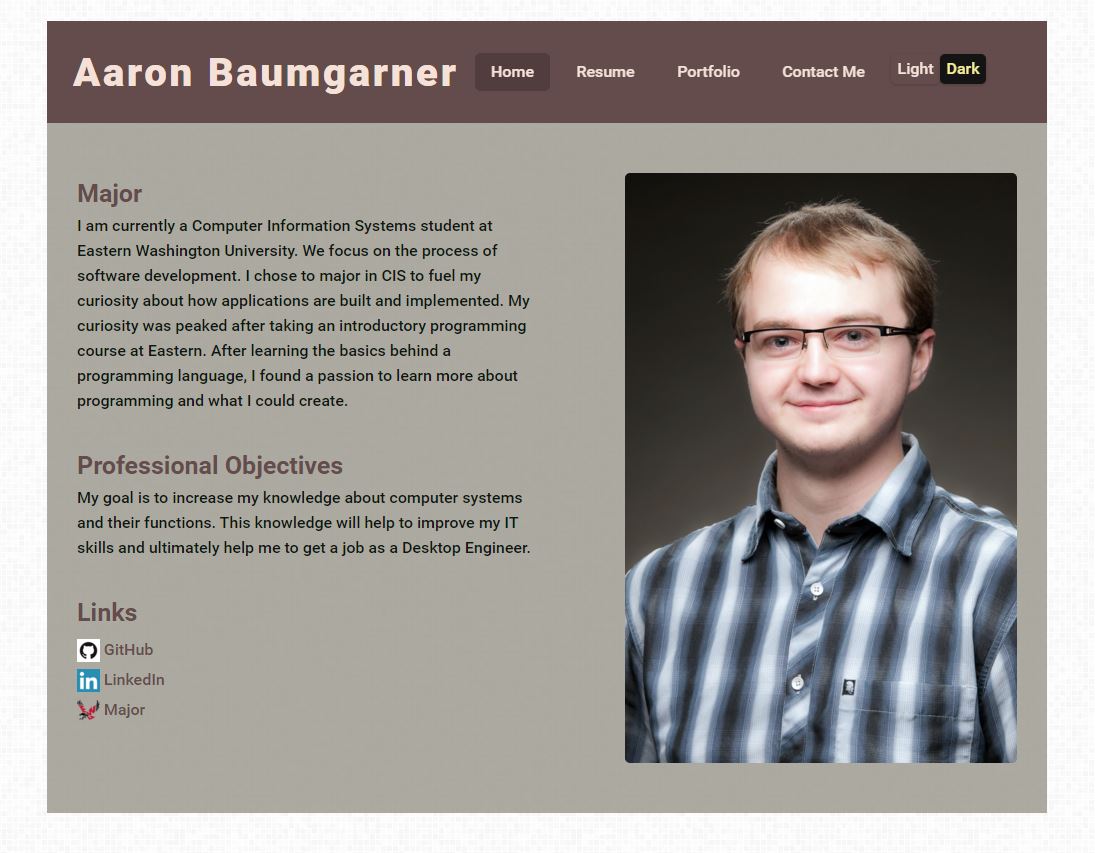 Aaron Baumgarner
Home Resume Portfolio Contact Me Light Dark
Major
I am currently a Computer Information Systems student at
Eastern Washington University. We focus on the process of
software development. I chose to major in CIS to fuel my
curiosity about how applications are built and implemented. My
curiosity was peaked after taking an introductory programming
course at Eastern. After learning the basics behind a
programming language, I found a passion to learn more about
programming and what I could create.
Professional Objectives
My goal is to increase my knowledge about computer systems
and their functions. This knowledge will help to improve my IT
skills and ultimately help me to get a job as a Desktop Engineer.
Links
GitHub
in LinkedIn
Major